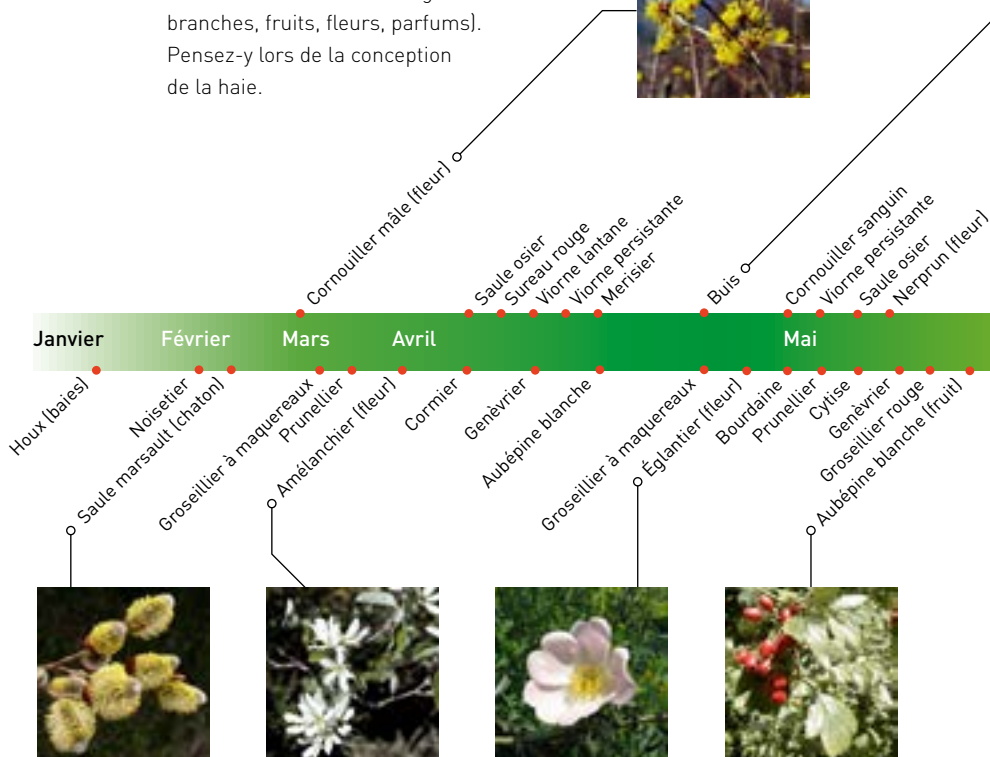 branches, fruits, fleurs, parfums).
Pensez-y lors de la conception
de la haie.
Cornouiller mâle (fleur)
Saule osier
Sureau rouge
Viorne lantane
Viorne persistante
Merisier
Buis
Cornouiller sanguin
Viorne persistante
Saule osier
Nerprun (fleur)
Janvier
Février
Mars
Avril
Mai
Houx (baies)
Noisetier
Saule marsault (chaton)
Groseillier à maquereaux
Prunellier
Amélanchier (fleur)
Cormier
Genèvrier
Aubépine blanche
Groseillier à maquereaux
Églantier (fleur)
Bourdaine
Prunellier
Cytise
Genèvrier
Groseillier rouge
Aubépine blanche (fruit)